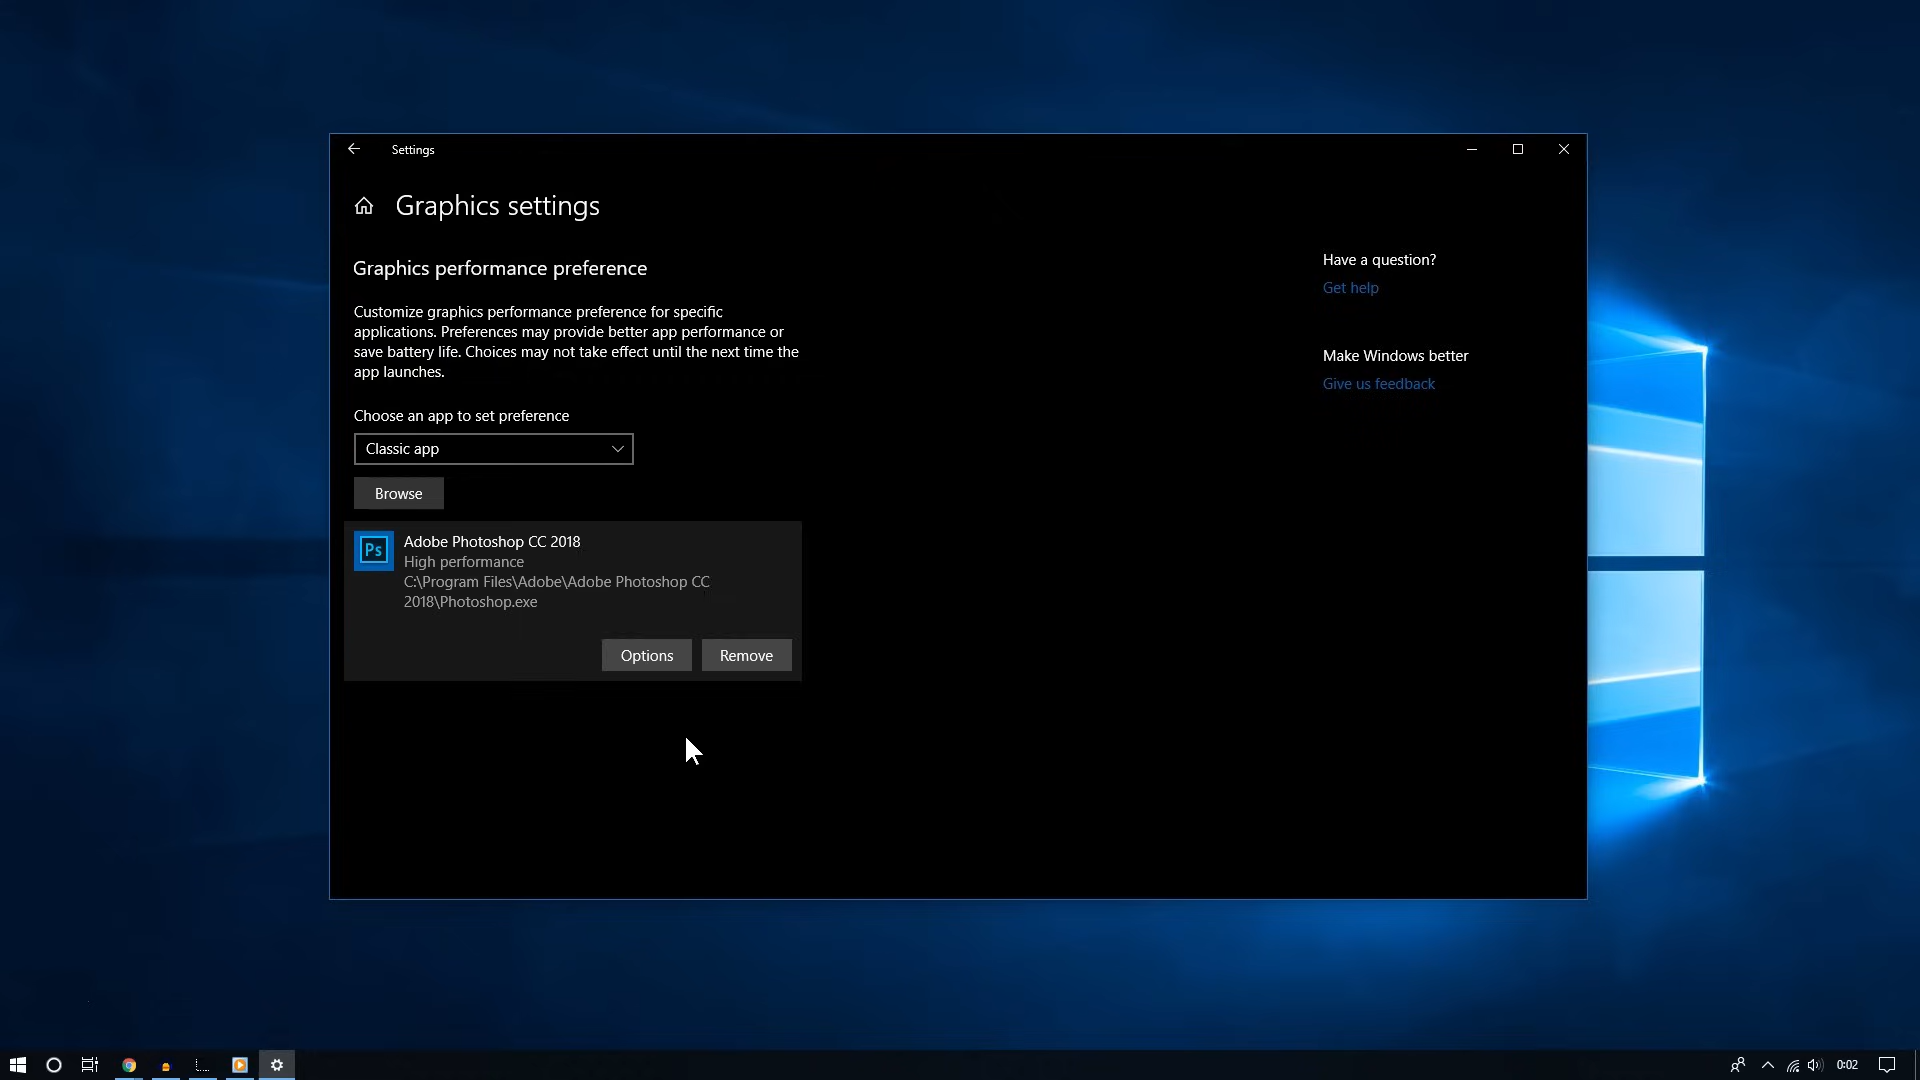 Settings
Graphics settings
Graphics performance preference
Customize graphics performance preference for specific
applications. Preferences may provide better app performance or
save battery life. Choices may not take effect until the next time the
app launches.
Choose an app to set preference
Classic app
Browse
Ps
Adobe Photoshop CC 2018
High performance
C:\Program Files\Adobe\Adobe Photoshop CC
2018\Photoshop.exe
Options
Remove
Have a question?
Get help
Make Windows better
Give us feedback
0:02